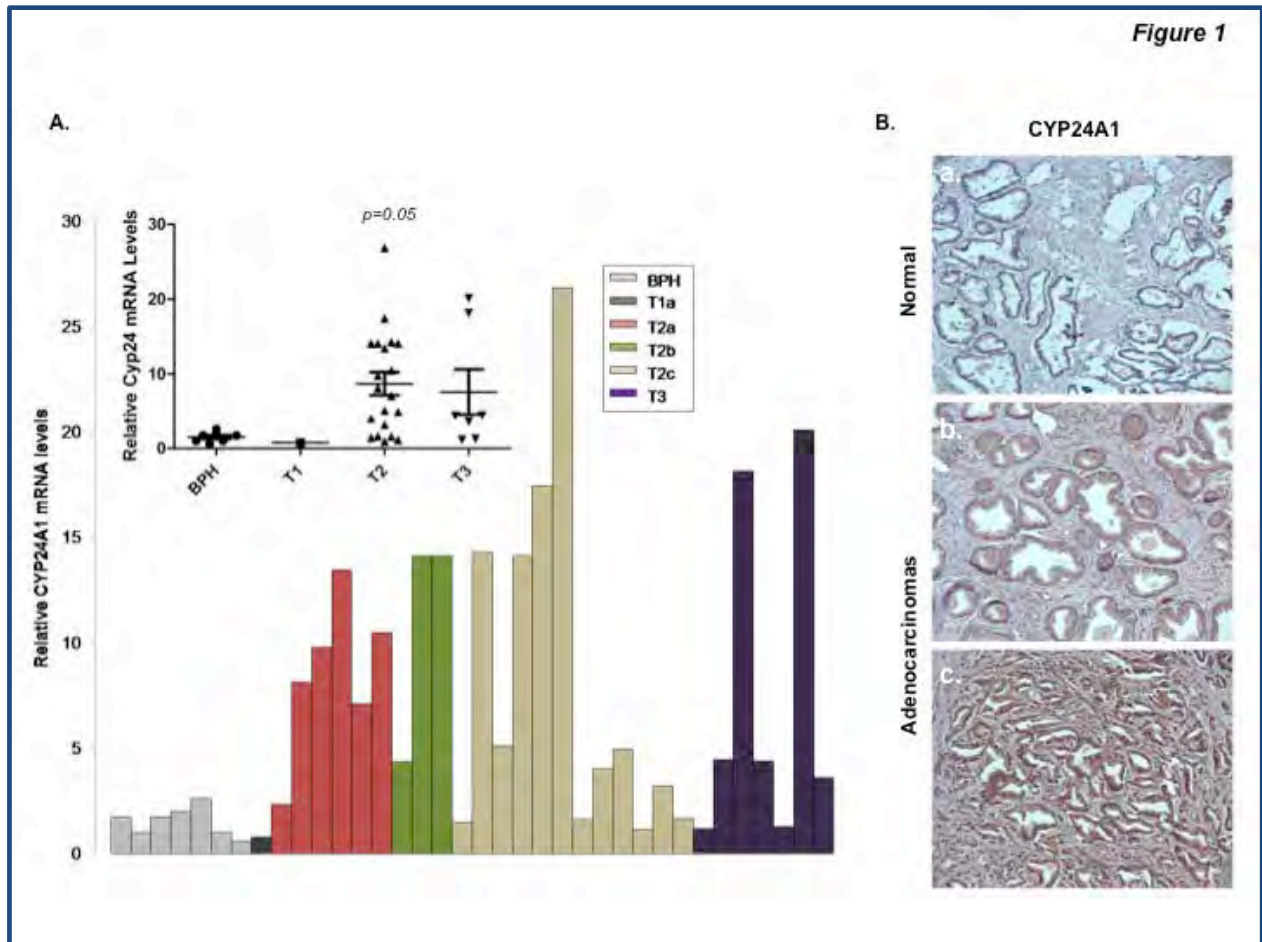 Figure 1
A.
30
25
20
15
10
5
0
Relative CYP24A1 mRNA levels
p=0.05
30
20
10
0
Relative Cyp24 mRNA Levels
BPH
T1
T2
T3
BPH
T1a
T2a
T2b
T2c
T3
B.
CYP24A1
Normal
Adenocarcinomas
a.
b.
c.